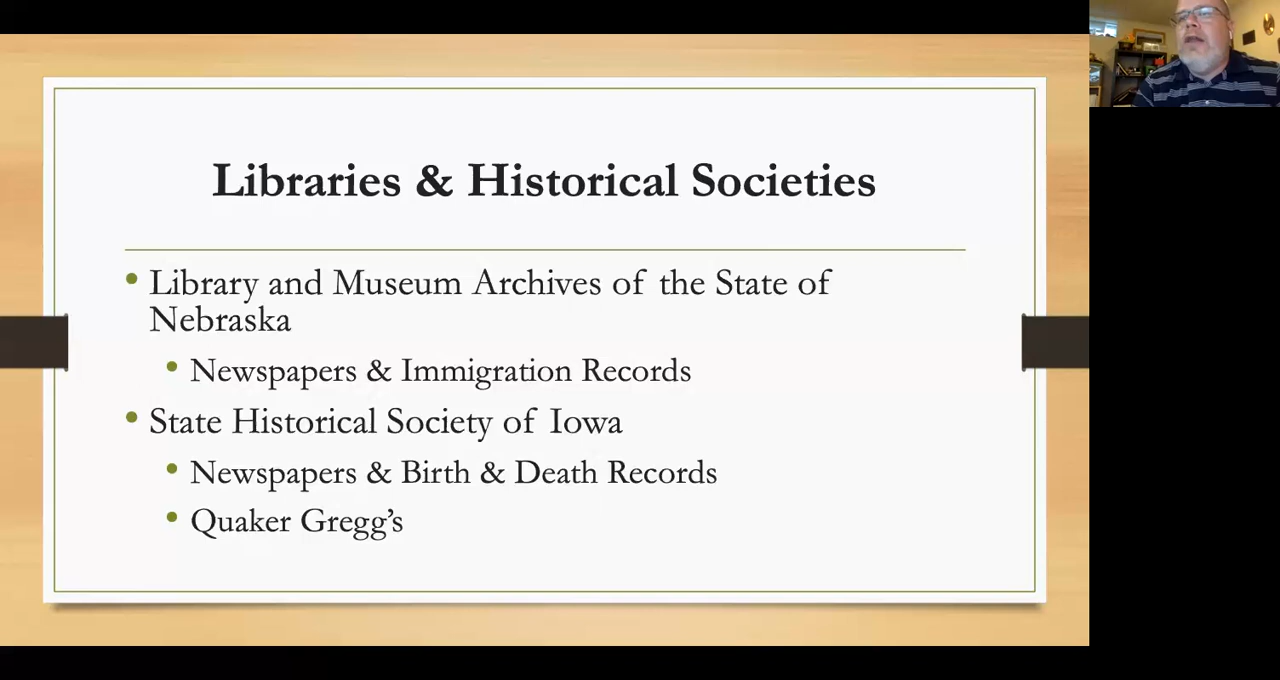 Libraries & Historical Societies
• Library and Museum Archives of the State of
Nebraska
• Newspapers & Immigration Records
• State Historical Society of Iowa
• Newspapers & Birth & Death Records
• Quaker Gregg’s